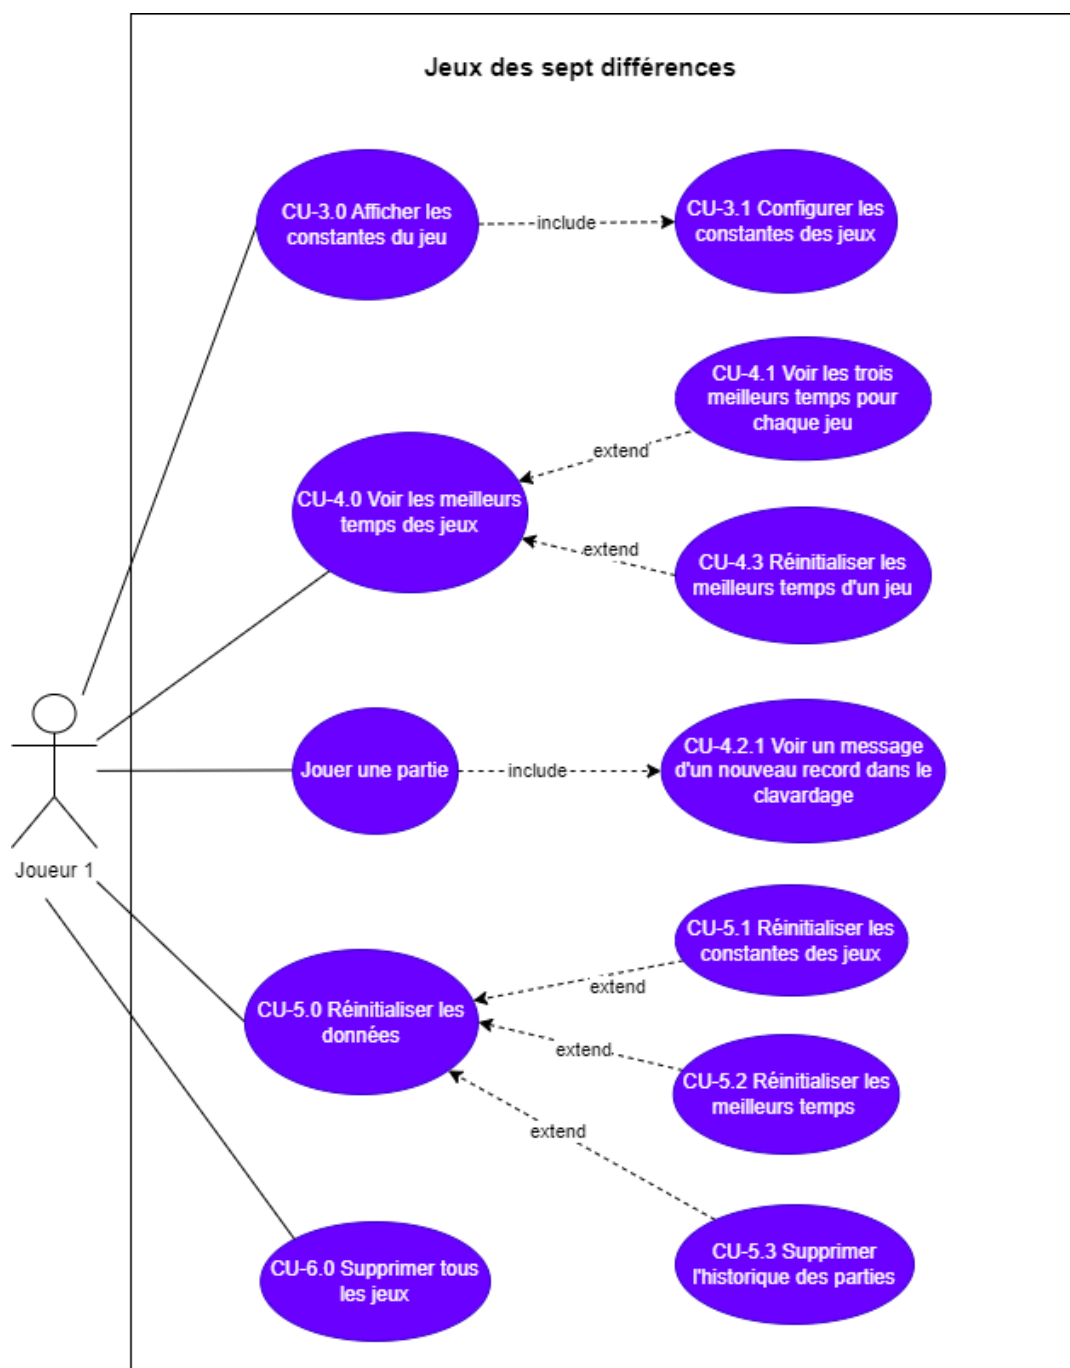 Jeux des sept différences
CU-3.0 Afficher les
constantes du jeu
include
CU-3.1 Configurer les
constantes des jeux
CU-4.0 Voir les meilleurs
temps des jeux
extend
CU-4.1 Voir les trois
meilleurs temps pour
chaque jeu
extend
CU-4.3 Réinitialiser les
meilleurs temps d'un jeu
Joueur 1
Jouer une partie
include
CU-4.2.1 Voir un message
d'un nouveau record dans le
clavardage
CU-5.0 Réinitialiser les
données
extend
CU-5.1 Réinitialiser les
constantes des jeux
extend
CU-5.2 Réinitialiser les
meilleurs temps
extend
CU-5.3 Supprimer
l'historique des parties
CU-6.0 Supprimer tous
les jeux